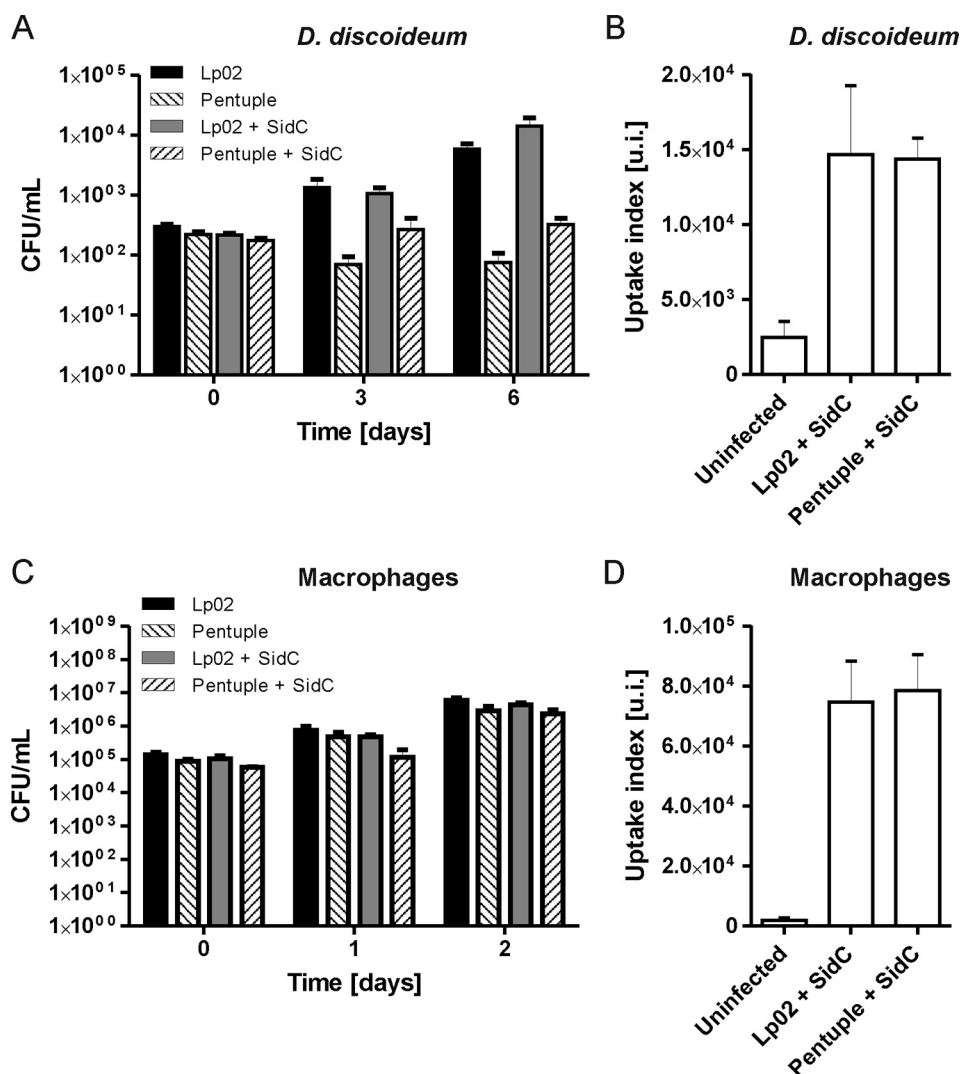 A
D. discoideum
1×10⁰⁵
1×10⁰⁴
1×10⁰³
1×10⁰²
1×10⁰¹
1×10⁰⁰
CFU/mL
Lp02
Pentuple
Lp02 + SidC
Pentuple + SidC
0
3
6
Time [days]
B
D. discoideum
2.0×10⁴
1.5×10⁴
1.0×10⁴
5.0×10³
0
Uptake index [u.i.]
Uninfected
Lp02 + SidC
Pentuple + SidC
C
Macrophages
1×10⁰⁹
1×10⁰⁸
1×10⁰⁷
1×10⁰⁶
1×10⁰⁵
1×10⁰⁴
1×10⁰³
1×10⁰²
1×10⁰¹
1×10⁰⁰
CFU/mL
Lp02
Pentuple
Lp02 + SidC
Pentuple + SidC
0
1
2
Time [days]
D
Macrophages
1.0×10⁵
8.0×10⁴
6.0×10⁴
4.0×10⁴
2.0×10⁴
0
Uptake index [u.i.]
Uninfected
Lp02 + SidC
Pentuple + SidC